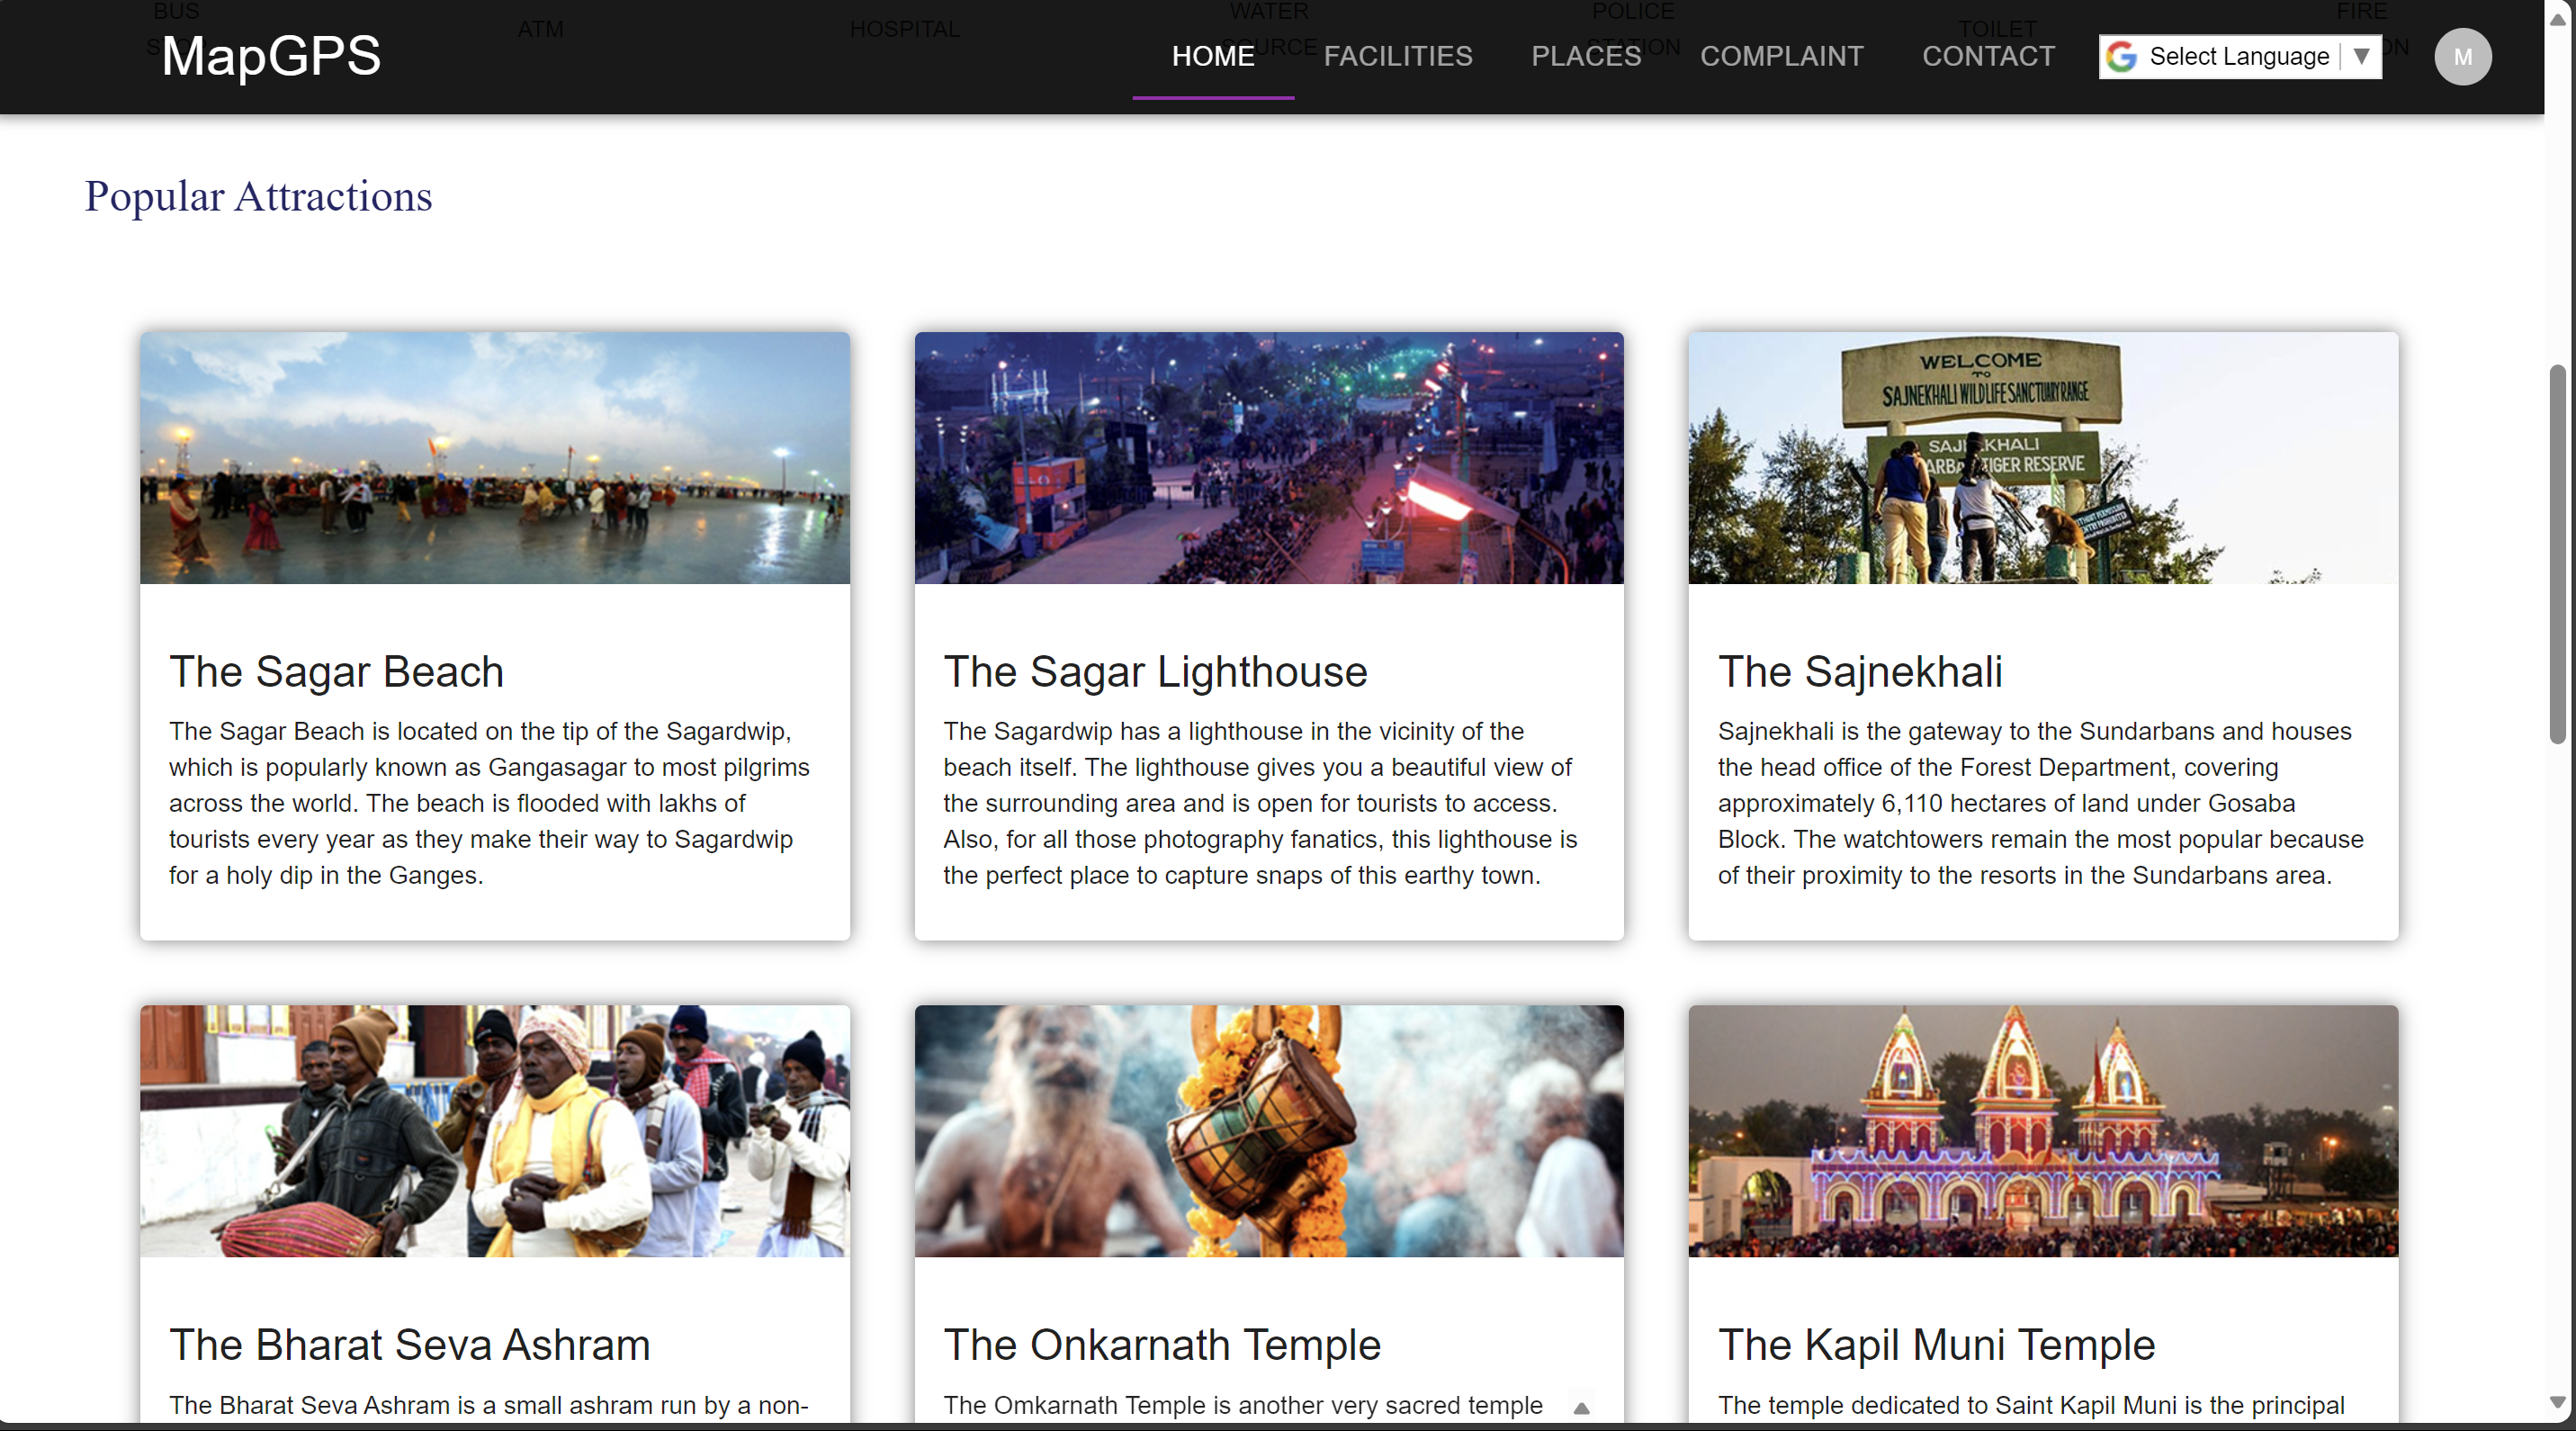 BUS
STOP
ATM
HOSPITAL
WATER
SOURCE
POLICE
STATION
TOILET
FIRE
MapGPS
HOME
FACILITIES
PLACES
COMPLAINT
CONTACT
Select Language
M
Popular Attractions
WELCOME
TO
SAJNEKHALI WILDLIFE SANCTUARY RANGE
TIGER RESERVE
The Sagar Beach
The Sagar Beach is located on the tip of the Sagardwip,
which is popularly known as Gangasagar to most pilgrims
across the world. The beach is flooded with lakhs of
tourists every year as they make their way to Sagardwip
for a holy dip in the Ganges.
The Sagar Lighthouse
The Sagardwip has a lighthouse in the vicinity of the
beach itself. The lighthouse gives you a beautiful view of
the surrounding area and is open for tourists to access.
Also, for all those photography fanatics, this lighthouse is
the perfect place to capture snaps of this earthy town.
The Sajnekhali
Sajnekhali is the gateway to the Sundarbans and houses
the head office of the Forest Department, covering
approximately 6,110 hectares of land under Gosaba
Block. The watchtowers remain the most popular because
of their proximity to the resorts in the Sundarbans area.
The Bharat Seva Ashram
The Bharat Seva Ashram is a small ashram run by a non-
The Onkarnath Temple
The Omkarnath Temple is another very sacred temple
The Kapil Muni Temple
The temple dedicated to Saint Kapil Muni is the principal